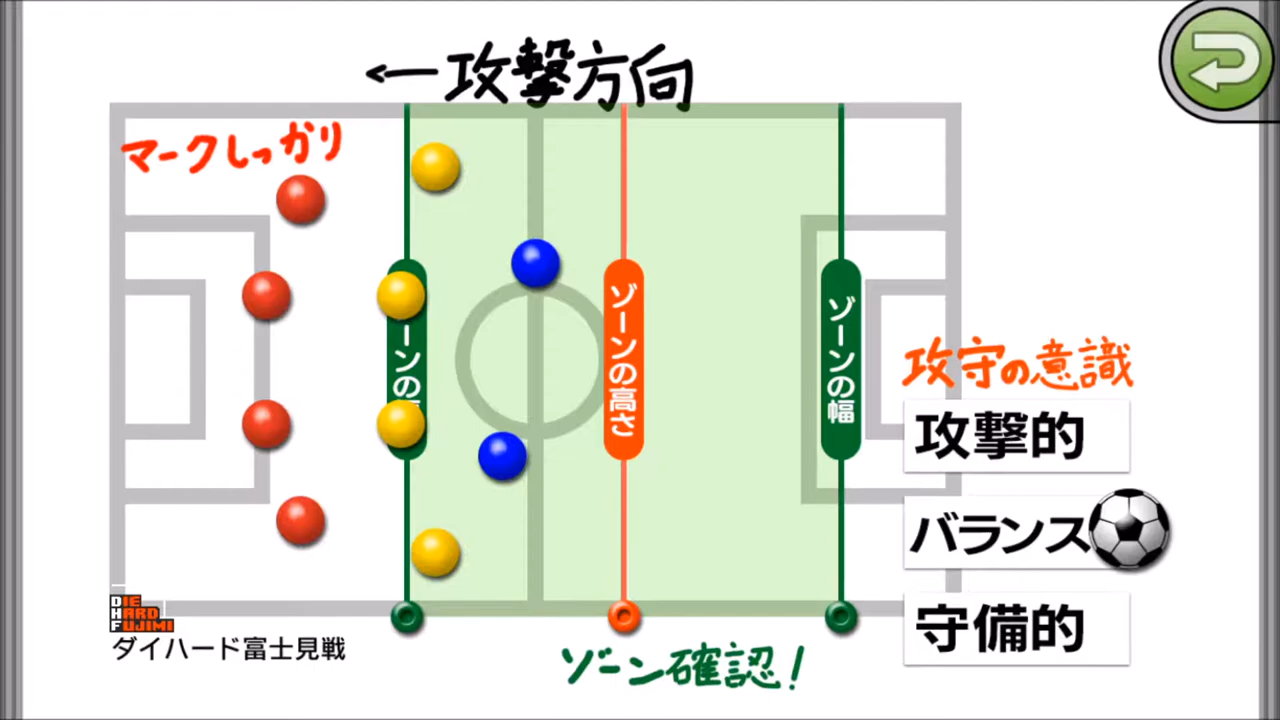 ←攻撃方向
マークしっかり
ゾーンの高さ
ゾーンの幅
攻守の意識
攻撃的
バランス
守備的
DIE
HARD
FUJIMI
ダイハード富士見戦
ゾーン確認!